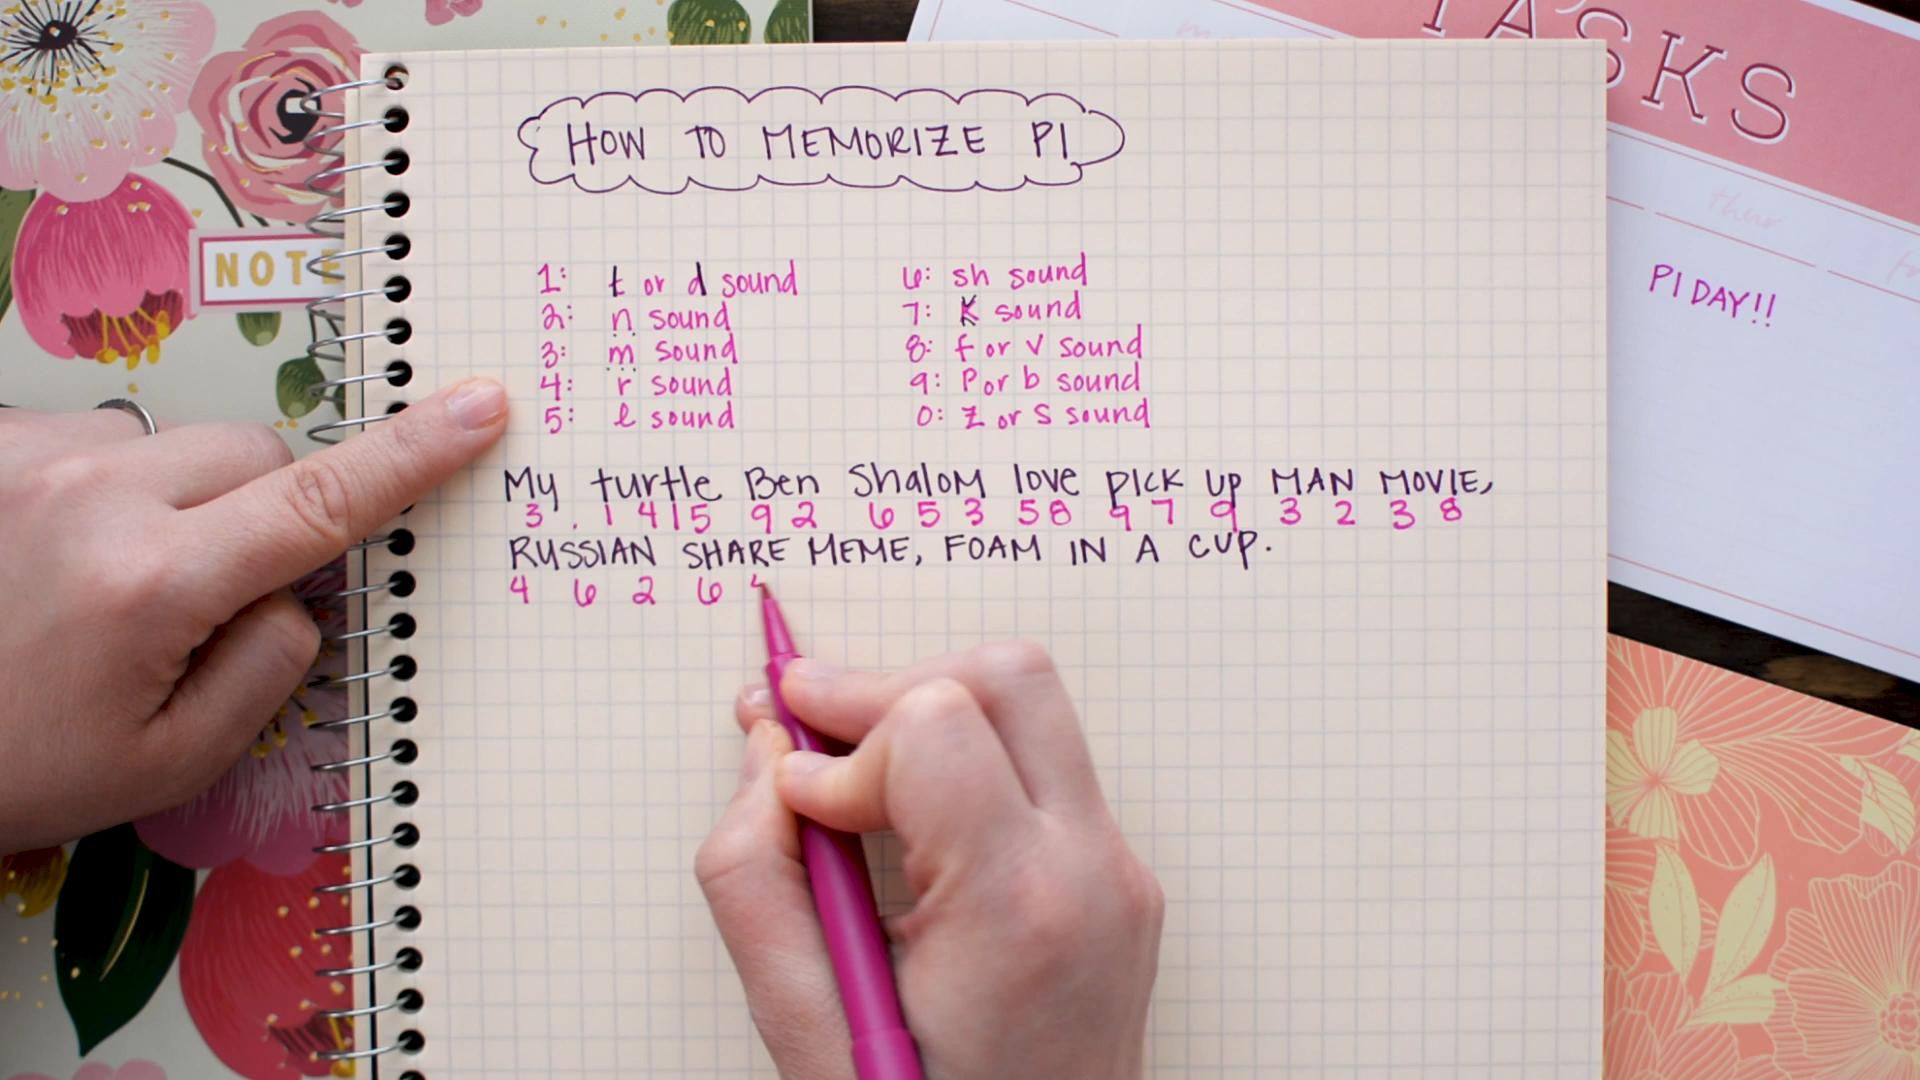 HOW TO MEMORIZE PI
1: t or d sound
2: n sound
3: m sound
4: r sound
5: l sound
6: sh sound
7: K sound
8: f or v sound
9: P or b sound
0: Z or S sound
My turtle Ben Shalom love pick up MAN MOVIE,
3 . 1 4 1 5 9 2 6 5 3 5 8 9 7 9 3 2 3 8
RUSSIAN SHARE MEME, FOAM IN A CUP.
4 6 2 6 4
NOTE
TASKS
thur
PI DAY!!